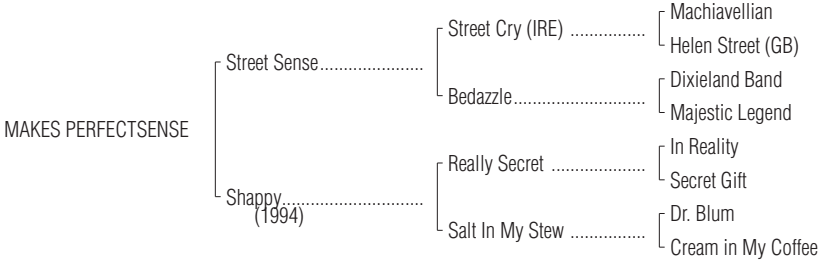 Machiavellian
Street Cry (IRE) ................
Helen Street (GB)
Street Sense......................
Dixieland Band
Bedazzle............................
Majestic Legend
MAKES PERFECTSENSE
In Reality
Really Secret ....................
Secret Gift
Shappy..............................
(1994)
Dr. Blum
Salt In My Stew ................
Cream in My Coffee